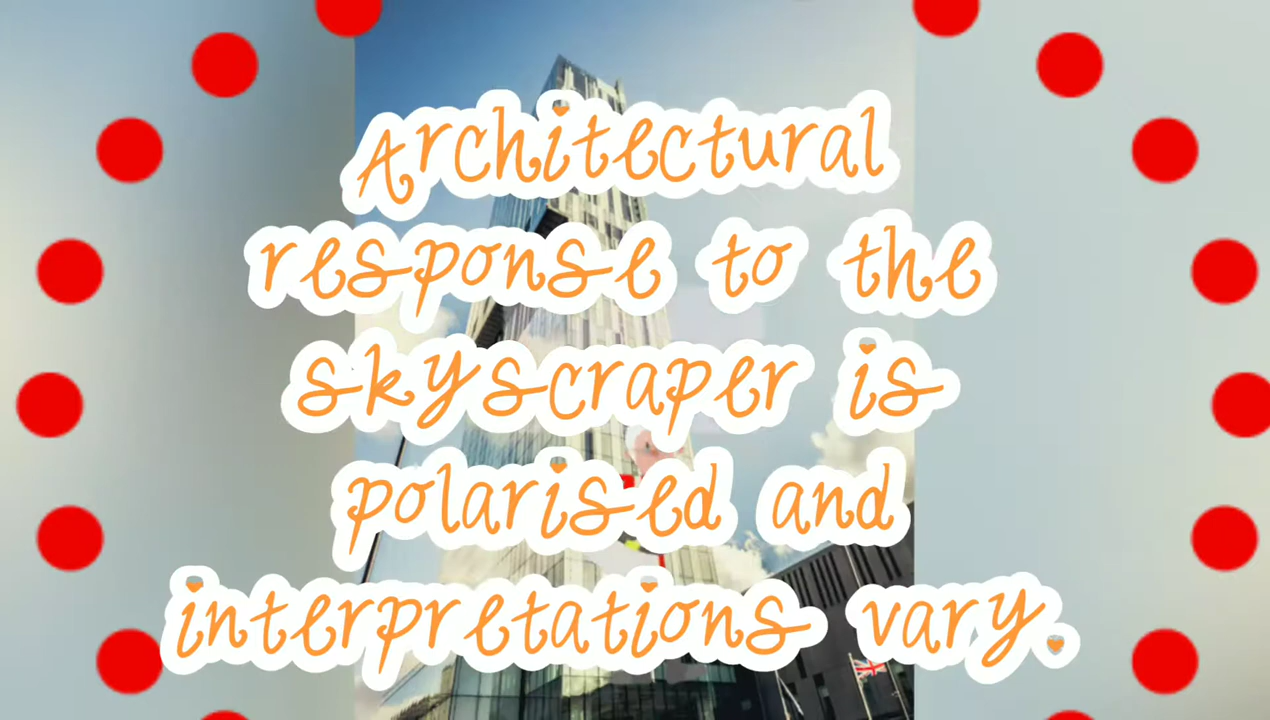 Architectural
response to the
skyscraper is
polarised and
interpretations vary.